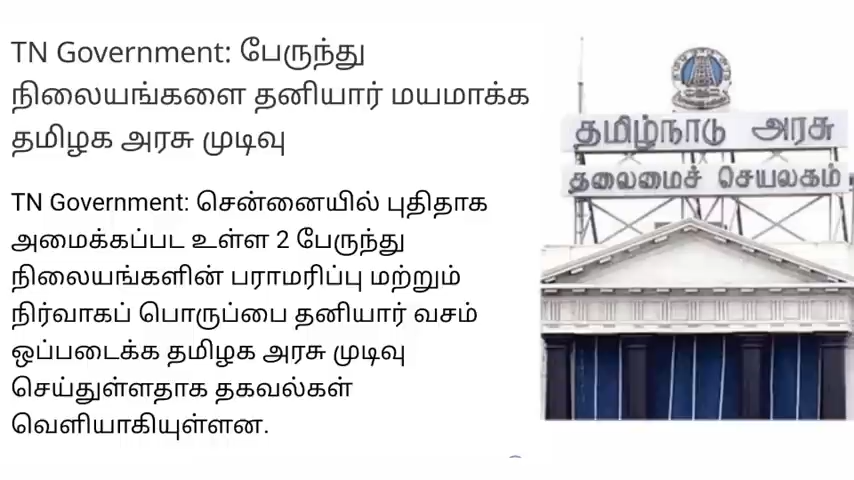 TN Government: பேருந்து
நிலையங்களை தனியார் மயமாக்க
தமிழக அரசு முடிவு
TN Government: சென்னையில் புதிதாக
அமைக்கப்பட உள்ள 2 பேருந்து
நிலையங்களின் பராமரிப்பு மற்றும்
நிர்வாகப் பொருப்பை தனியார் வசம்
ஒப்படைக்க தமிழக அரசு முடிவு
செய்துள்ளதாக தகவல்கள்
வெளியாகியுள்ளன.
தமிழ்நாடு அரசு
தலைமைச் செயலகம்